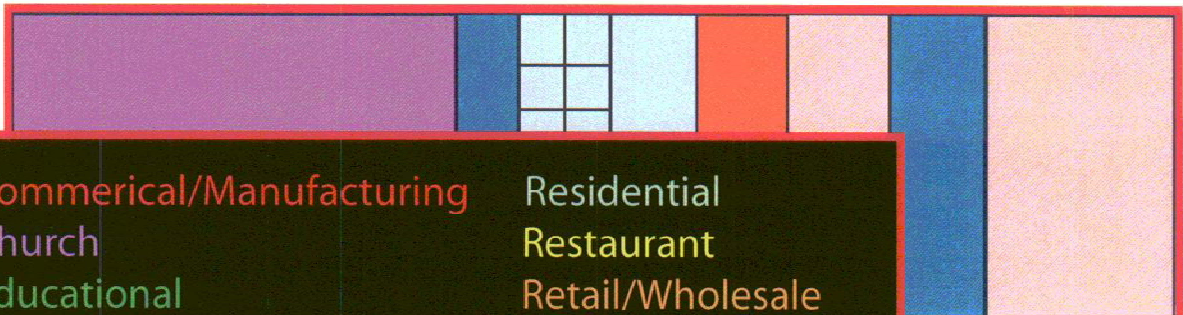 ommerical/Manufacturing
hurch
ducational
Residential
Restaurant
Retail/Wholesale